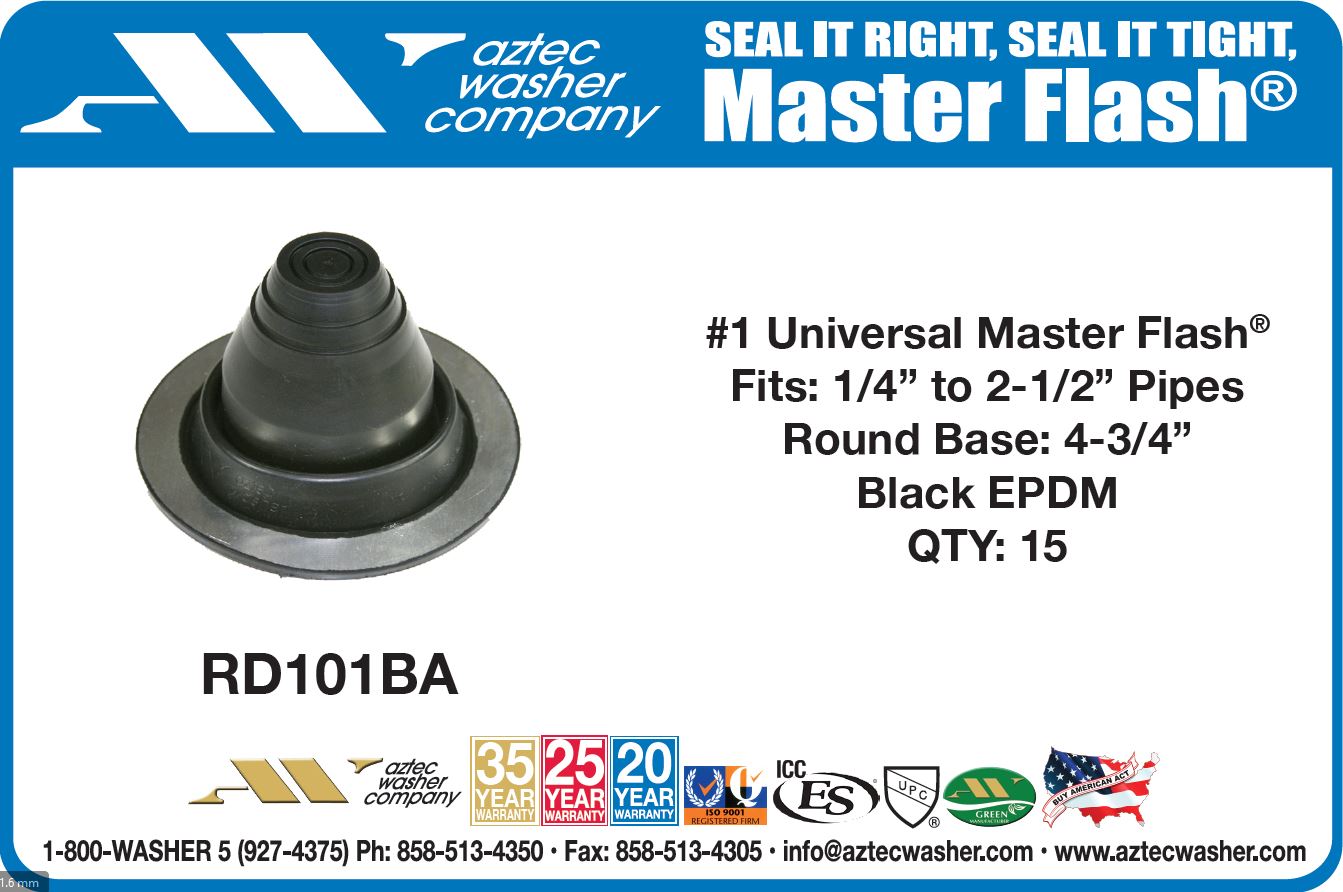 aztec
washer
company
SEAL IT RIGHT, SEAL IT TIGHT,
Master Flash®
#1 Universal Master Flash®
Fits: 1/4” to 2-1/2” Pipes
Round Base: 4-3/4”
Black EPDM
QTY: 15
RD101BA
aztec
washer
company
35
YEAR
WARRANTY
25
YEAR
WARRANTY
20
YEAR
WARRANTY
Q
ISO 9001
REGISTERED FIRM
ICC
ES
UPC
®
GREEN
MANUFACTURER
BUY AMERICAN ACT
1-800-WASHER 5 (927-4375) Ph: 858-513-4350 • Fax: 858-513-4305 • info@aztecwasher.com • www.aztecwasher.com
1.6 mm